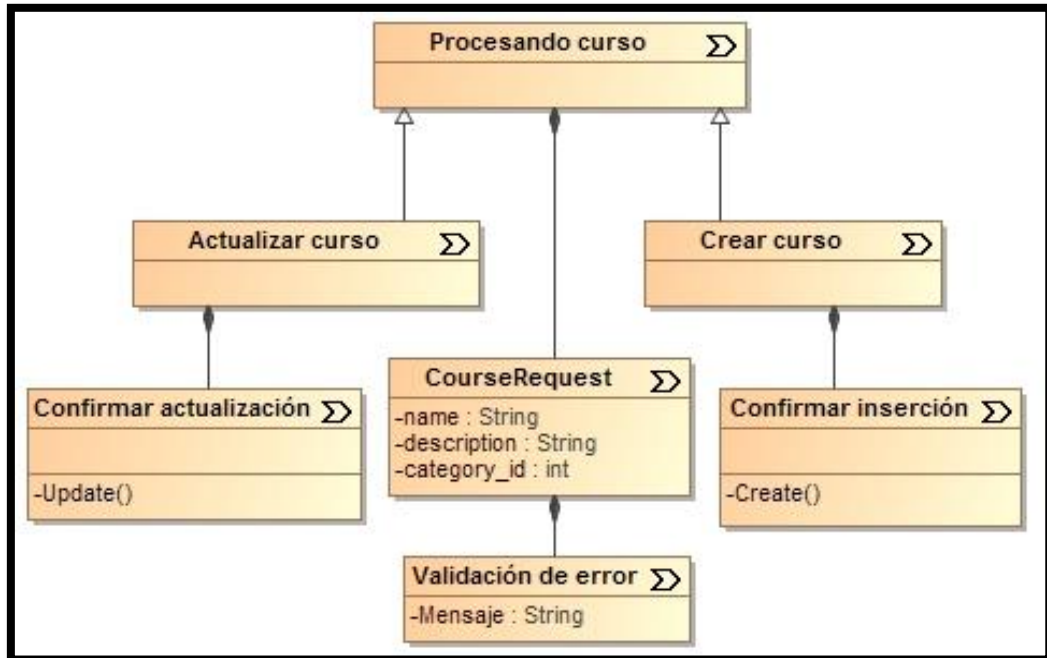 Procesando curso
Actualizar curso
Crear curso
Confirmar actualización
-Update()
CourseRequest
-name : String
-description : String
-category_id : int
Confirmar inserción
-Create()
Validación de error
-Mensaje : String